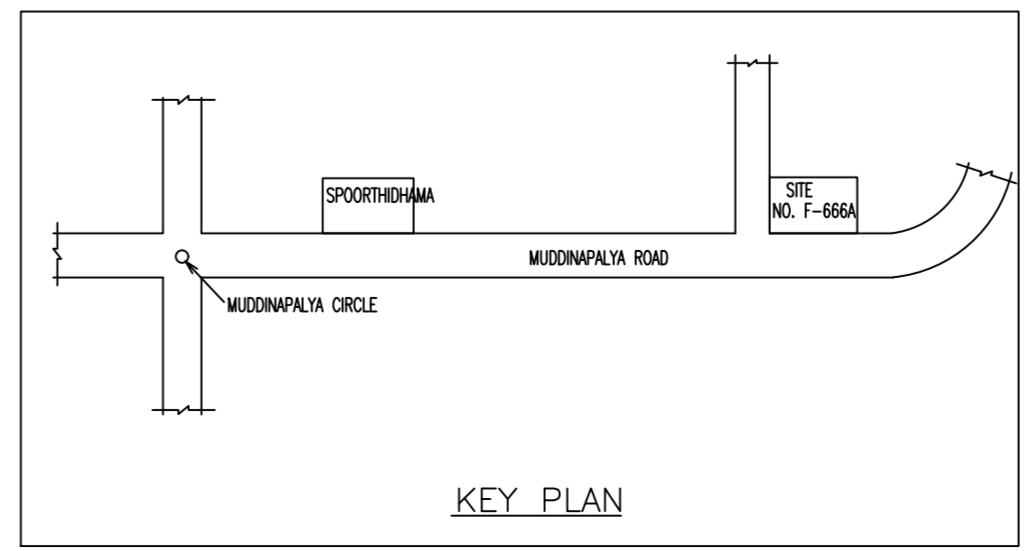 SPOORTHIDHAMA
SITE
NO. F-666A
MUDDINAPALYA ROAD
MUDDINAPALYA CIRCLE
KEY PLAN